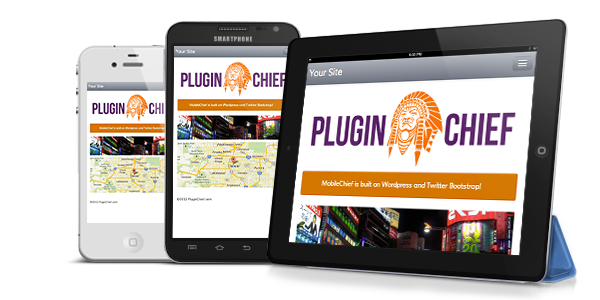 Your Site
PLUGIN CHIEF
MobileChief is built on Wordpress and Twitter Bootstrap!
©2012 PluginChief.com
SMARTPHONE
Your Site
PLUGIN CHIEF
MobileChief is built on Wordpress and Twitter Bootstrap!
©2012 PluginChief.com
Your Site
PLUGIN CHIEF
MobileChief is built on Wordpress and Twitter Bootstrop!